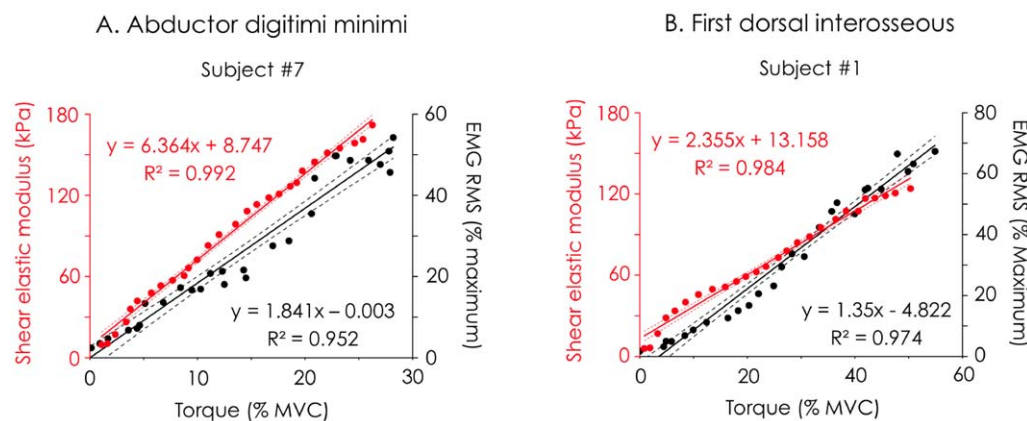 A. Abductor digitimi minimi
Subject #7
Shear elastic modulus (kPa)
180
120
60
0
y = 6.364x + 8.747
R² = 0.992
y = 1.841x – 0.003
R² = 0.952
60
40
20
0
EMG RMS (% maximum)
0
10
20
30
Torque (% MVC)
B. First dorsal interosseous
Subject #1
Shear elastic modulus (kPa)
180
120
60
0
y = 2.355x + 13.158
R² = 0.984
y = 1.35x - 4.822
R² = 0.974
80
60
40
20
0
EMG RMS (% Maximum)
0
20
40
60
Torque (% MVC)